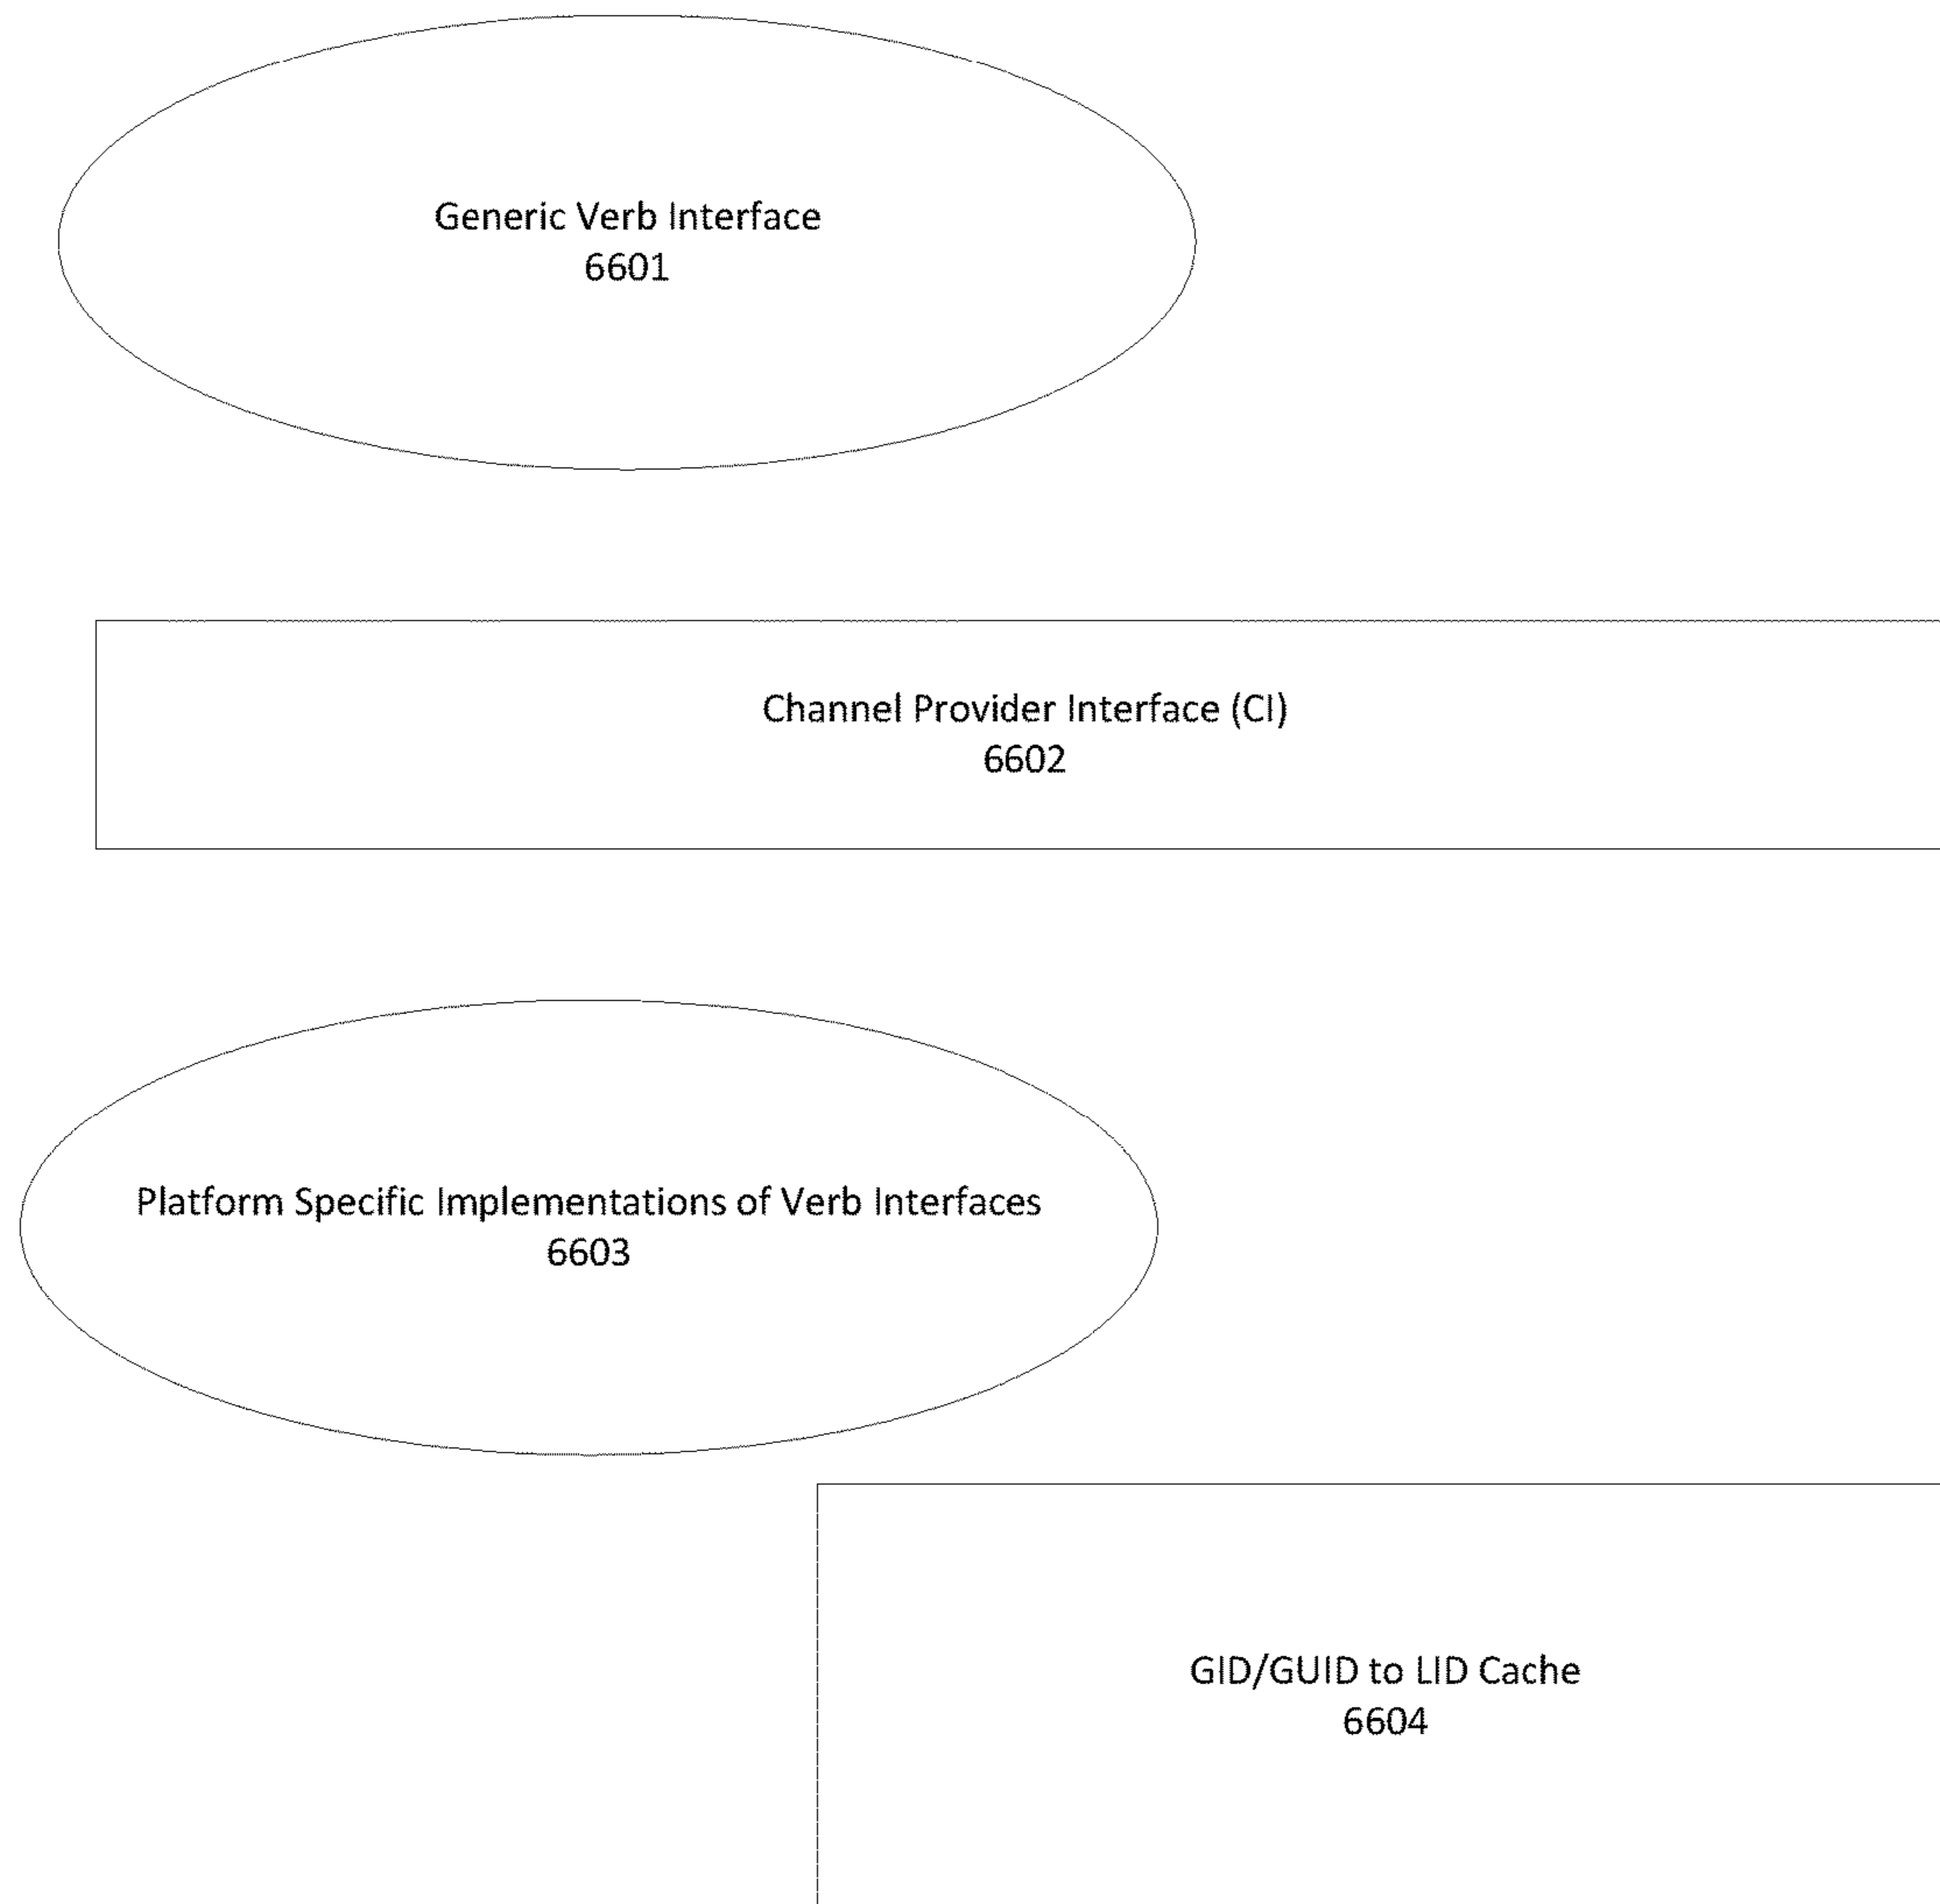 Generic Verb Interface
6601
Channel Provider Interface (CI)
6602
Platform Specific Implementations of Verb Interfaces
6603
GID/GUID to LID Cache
6604